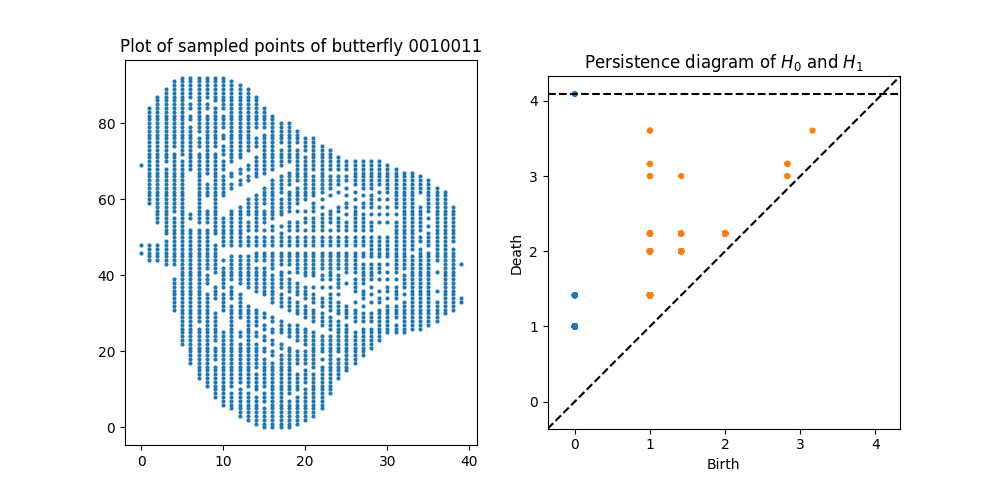 Plot of sampled points of butterfly 0010011
80
60
40
20
0
0 10 20 30 40
Persistence diagram of H₀ and H₁
Death
4
3
2
1
0
0 1 2 3 4
Birth